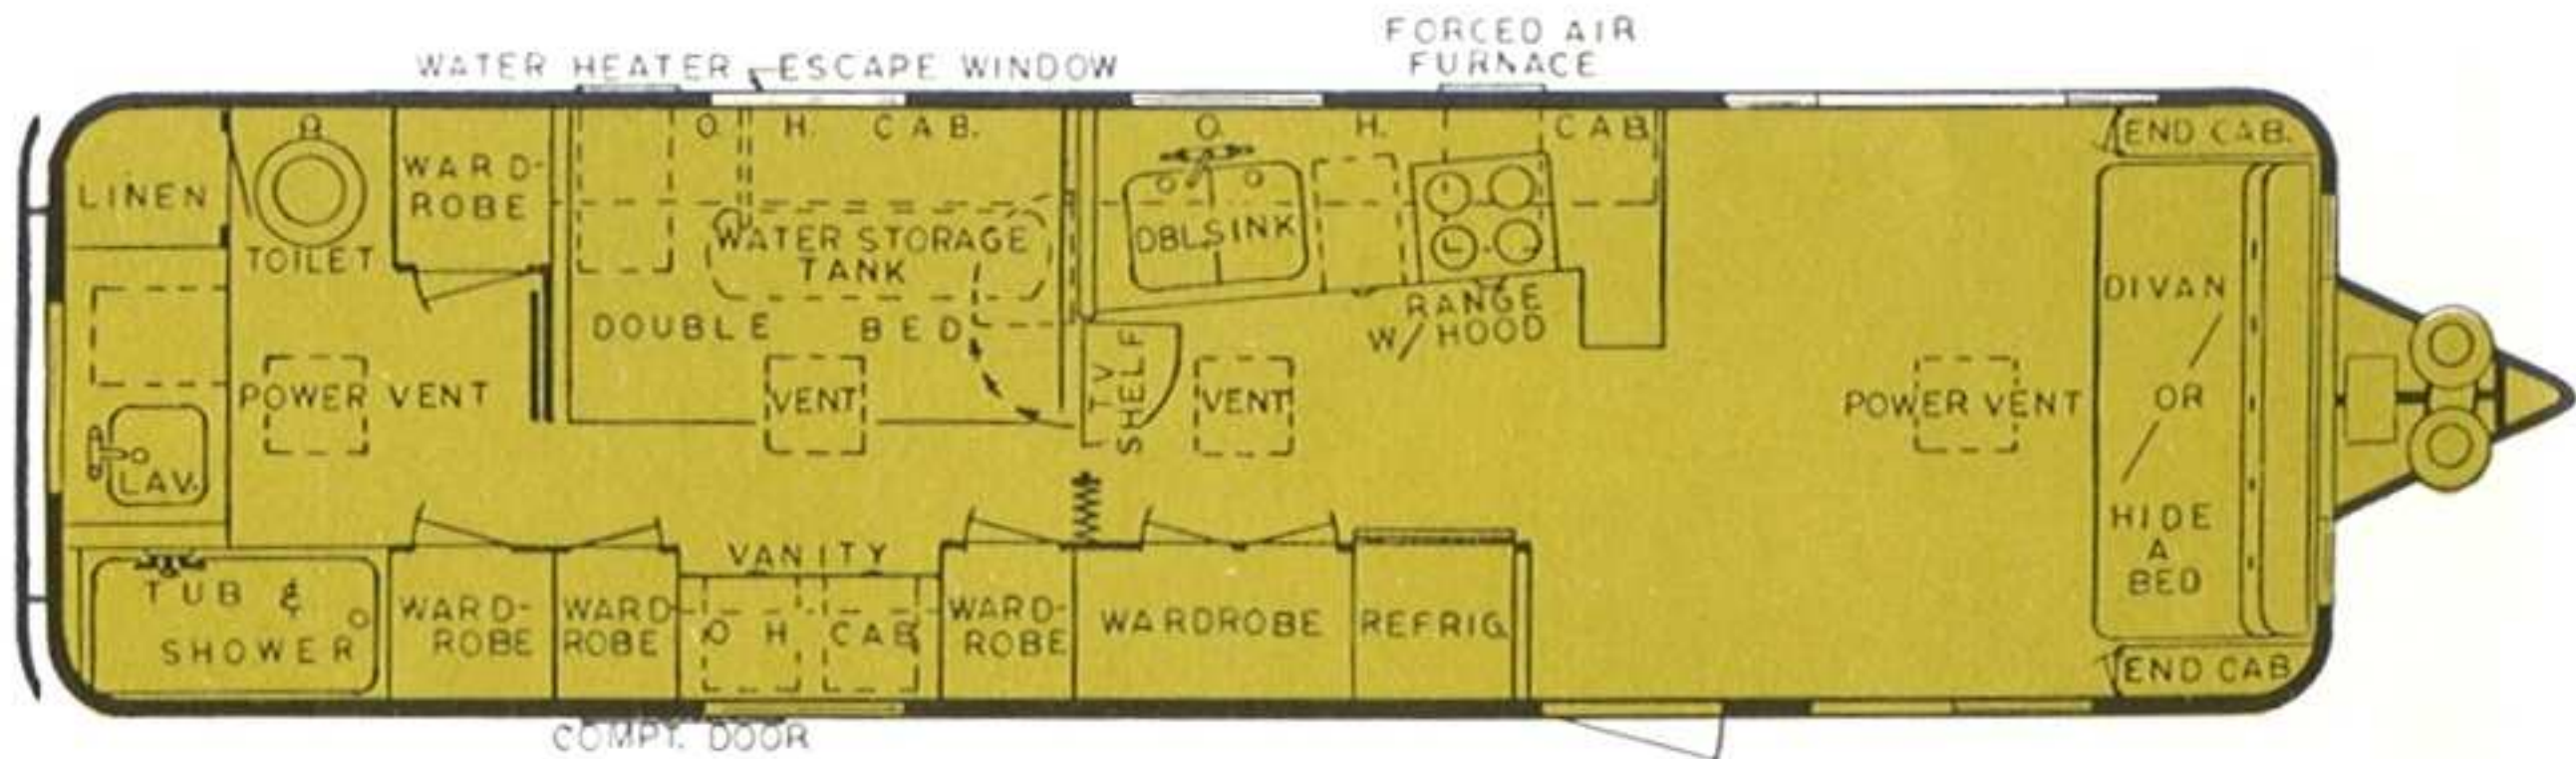 FORCED AIR
FURNACE
WATER HEATER
ESCAPE WINDOW
LINEN
TOILET
WARD-
ROBE
O. H. CAB.
WATER STORAGE
TANK
DOUBLE BED
O. H. CAB
DBL SINK
RANGE
W/ HOOD
TV
SHELF
END CAB.
DIVAN
OR
HIDE
A
BED
POWER VENT
VENT
VENT
POWER VENT
LAV.
TUB &
SHOWER
WARD-
ROBE
WARD
ROBE
VANITY
O H CAB
WARD-
ROBE
WARDROBE
REFRIG.
END CAB
COMPT. DOOR